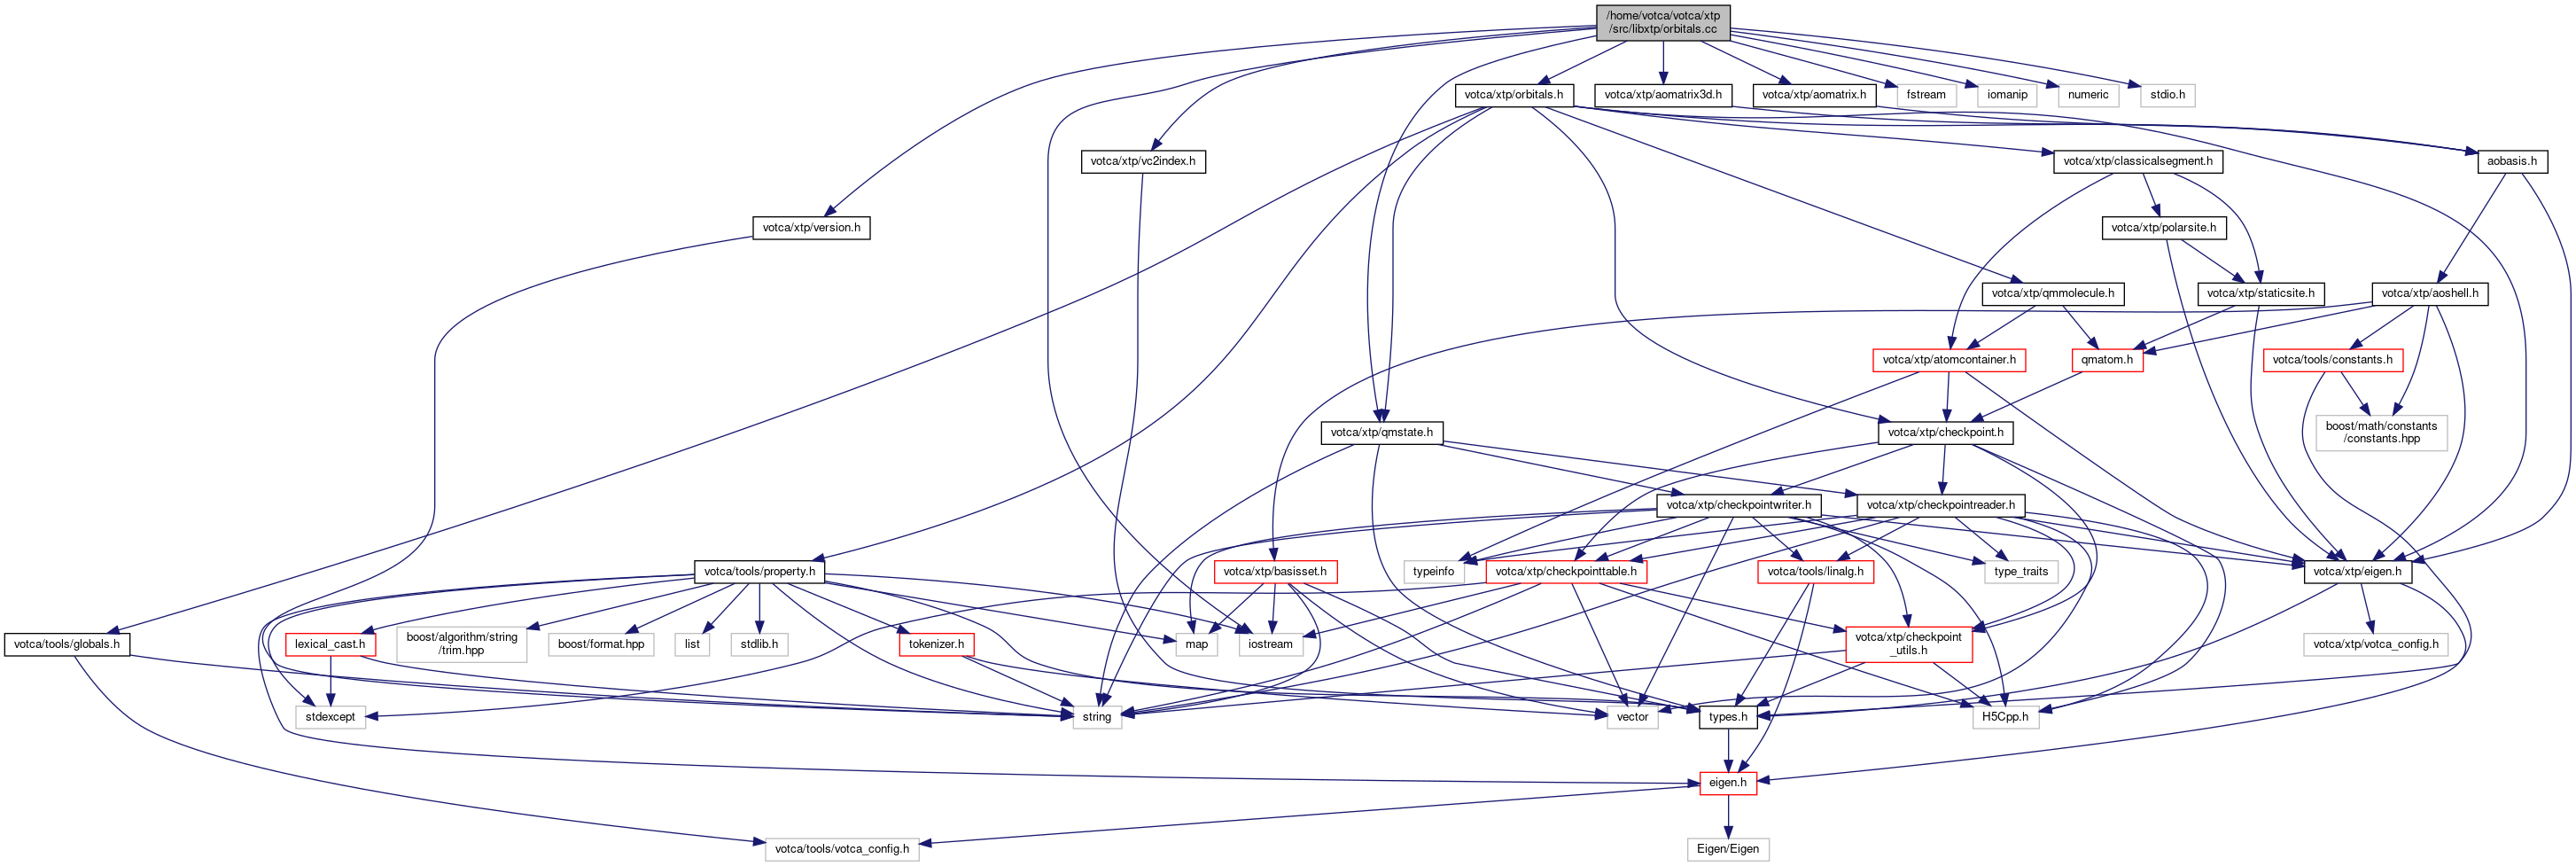 /home/votca/votca/xtp
/src/libxtp/orbitals.cc
votca/xtp/orbitals.h
votca/xtp/aomatrix3d.h
votca/xtp/aomatrix.h
fstream
iomanip
numeric
stdio.h
votca/xtp/vc2index.h
votca/xtp/classicalsegment.h
aobasis.h
votca/xtp/version.h
votca/xtp/polarsite.h
votca/xtp/qmmolecule.h
votca/xtp/staticsite.h
votca/xtp/aoshell.h
votca/xtp/atomcontainer.h
qmatom.h
votca/tools/constants.h
votca/xtp/qmstate.h
votca/xtp/checkpoint.h
boost/math/constants
/constants.hpp
votca/xtp/checkpointwriter.h
votca/xtp/checkpointreader.h
votca/tools/property.h
votca/xtp/basisset.h
typeinfo
votca/xtp/checkpointtable.h
votca/tools/linalg.h
type_traits
votca/xtp/eigen.h
votca/tools/globals.h
lexical_cast.h
boost/algorithm/string
/trim.hpp
boost/format.hpp
list
stdlib.h
tokenizer.h
map
iostream
votca/xtp/checkpoint
_utils.h
votca/xtp/votca_config.h
stdexcept
string
vector
types.h
H5Cpp.h
eigen.h
votca/tools/votca_config.h
Eigen/Eigen